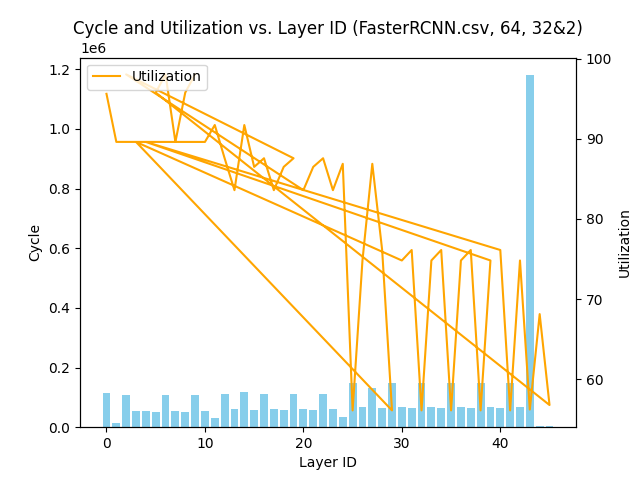 Cycle and Utilization vs. Layer ID (FasterRCNN.csv, 64, 32&2)
1e6
Utilization
1.2
1.0
0.8
0.6
0.4
0.2
0.0
Cycle
0
10
20
30
40
Layer ID
100
90
80
70
60
Utilization